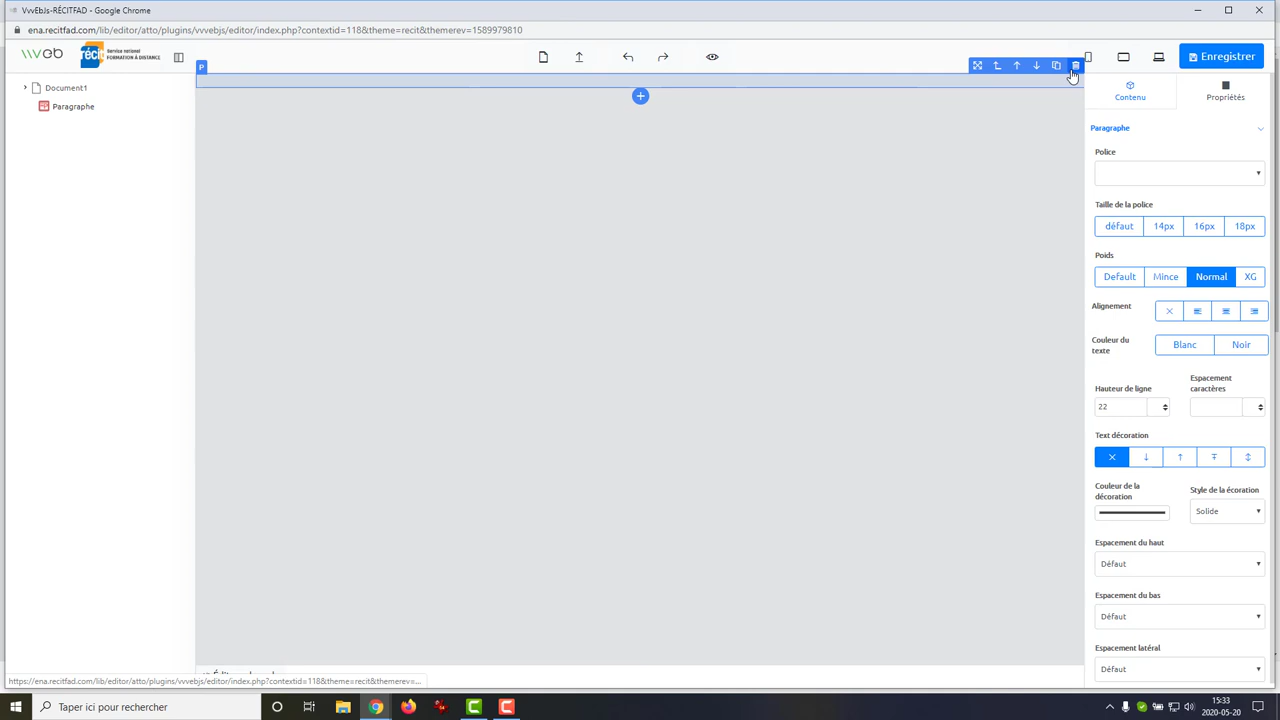 VvvEbJs-RÉCITFAD - Google Chrome
ena.recitfad.com/lib/editor/atto/plugins/vvvebjs/editor/index.php?contextid=118&theme=recit&themerev=1589979810
vvveb
récit
Service national
FORMATION À DISTANCE
Enregistrer
P
Document1
Paragraphe
Contenu
Propriétés
Paragraphe
Police
Taille de la police
défaut 14px 16px 18px
Poids
Default Mince Normal XG
Alignement
Couleur du texte
Blanc Noir
Hauteur de ligne
Espacement caractères
22
Text décoration
Couleur de la décoration
Style de la écoration
Solide
Espacement du haut
Défaut
Espacement du bas
Défaut
Espacement latéral
Défaut
https://ena.recitfad.com/lib/editor/atto/plugins/vvvebjs/editor/index.php?contextid=118&theme=recit&themerev=...
Taper ici pour rechercher
15:33
2020-05-20